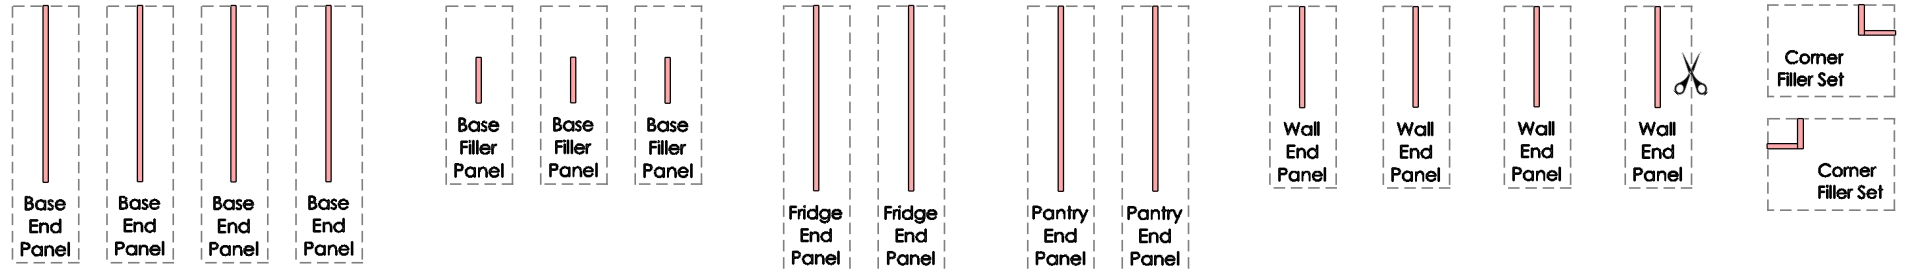 Base
End
Panel
Base
End
Panel
Base
End
Panel
Base
End
Panel
Base
Filler
Panel
Base
Filler
Panel
Base
Filler
Panel
Fridge
End
Panel
Fridge
End
Panel
Pantry
End
Panel
Pantry
End
Panel
Wall
End
Panel
Wall
End
Panel
Wall
End
Panel
Wall
End
Panel
Corner
Filler Set
Corner
Filler Set